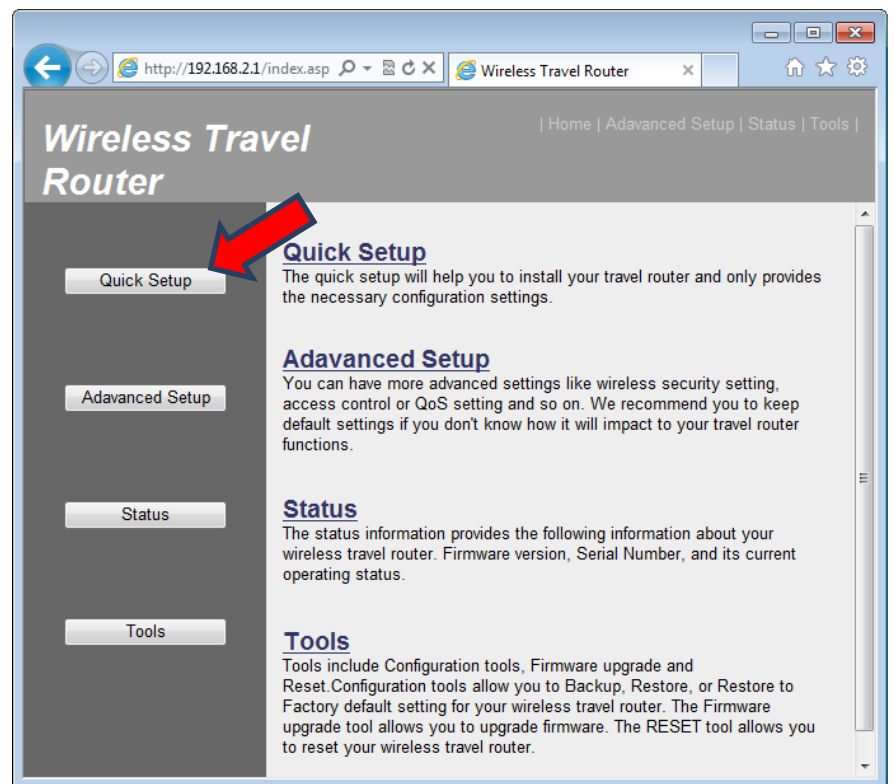 http://192.168.2.1/index.asp
Wireless Travel Router
Wireless Travel
Router
| Home | Adavanced Setup | Status | Tools |
Quick Setup
Quick Setup
The quick setup will help you to install your travel router and only provides
the necessary configuration settings.
Adavanced Setup
Adavanced Setup
You can have more advanced settings like wireless security setting,
access control or QoS setting and so on. We recommend you to keep
default settings if you don't know how it will impact to your travel router
functions.
Status
Status
The status information provides the following information about your
wireless travel router. Firmware version, Serial Number, and its current
operating status.
Tools
Tools
Tools include Configuration tools, Firmware upgrade and
Reset.Configuration tools allow you to Backup, Restore, or Restore to
Factory default setting for your wireless travel router. The Firmware
upgrade tool allows you to upgrade firmware. The RESET tool allows you
to reset your wireless travel router.